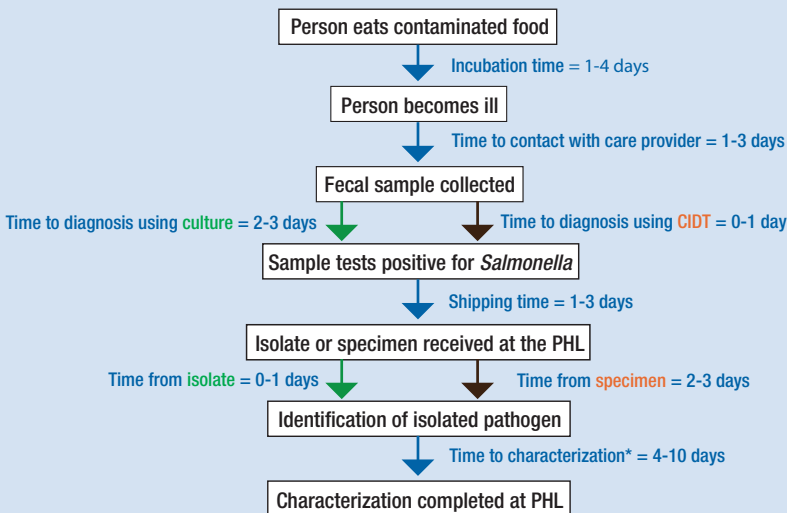 Person eats contaminated food
Incubation time = 1-4 days
Person becomes ill
Time to contact with care provider = 1-3 days
Fecal sample collected
Time to diagnosis using culture = 2-3 days
Time to diagnosis using CIDT = 0-1 day
Sample tests positive for Salmonella
Shipping time = 1-3 days
Isolate or specimen received at the PHL
Time from isolate = 0-1 days
Time from specimen = 2-3 days
Identification of isolated pathogen
Time to characterization* = 4-10 days
Characterization completed at PHL